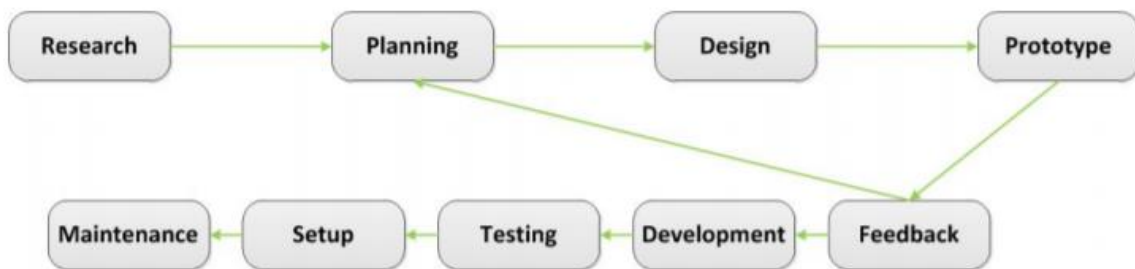 Research
Planning
Design
Prototype
Maintenance
Setup
Testing
Development
Feedback